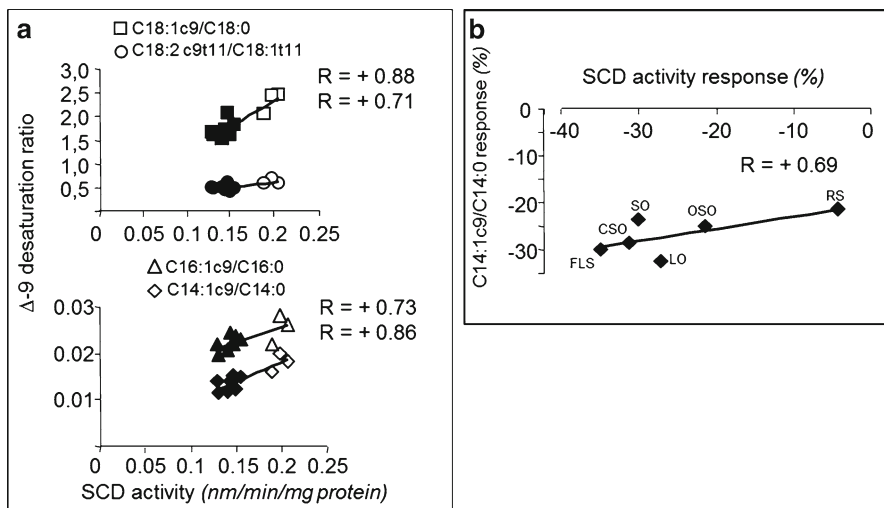 a
C18:1c9/C18:0
C18:2 c9t11/C18:1t11
R = + 0.88
R = + 0.71
3,0
2,5
2,0
1,5
1,0
0,5
0 0.05 0.1 0.15 0.2 0.25
Δ-9 desaturation ratio
C16:1c9/C16:0
C14:1c9/C14:0
R = + 0.73
R = + 0.86
0.03
0.02
0.01
0 0.05 0.1 0.15 0.2 0.25
SCD activity (nm/min/mg protein)
b
SCD activity response (%)
0
-40 -30 -20 -10 0
-10
-20
-30
C14:1c9/C14:0 response (%)
R = + 0.69
RS
SO
OSO
CSO
FLS
LO